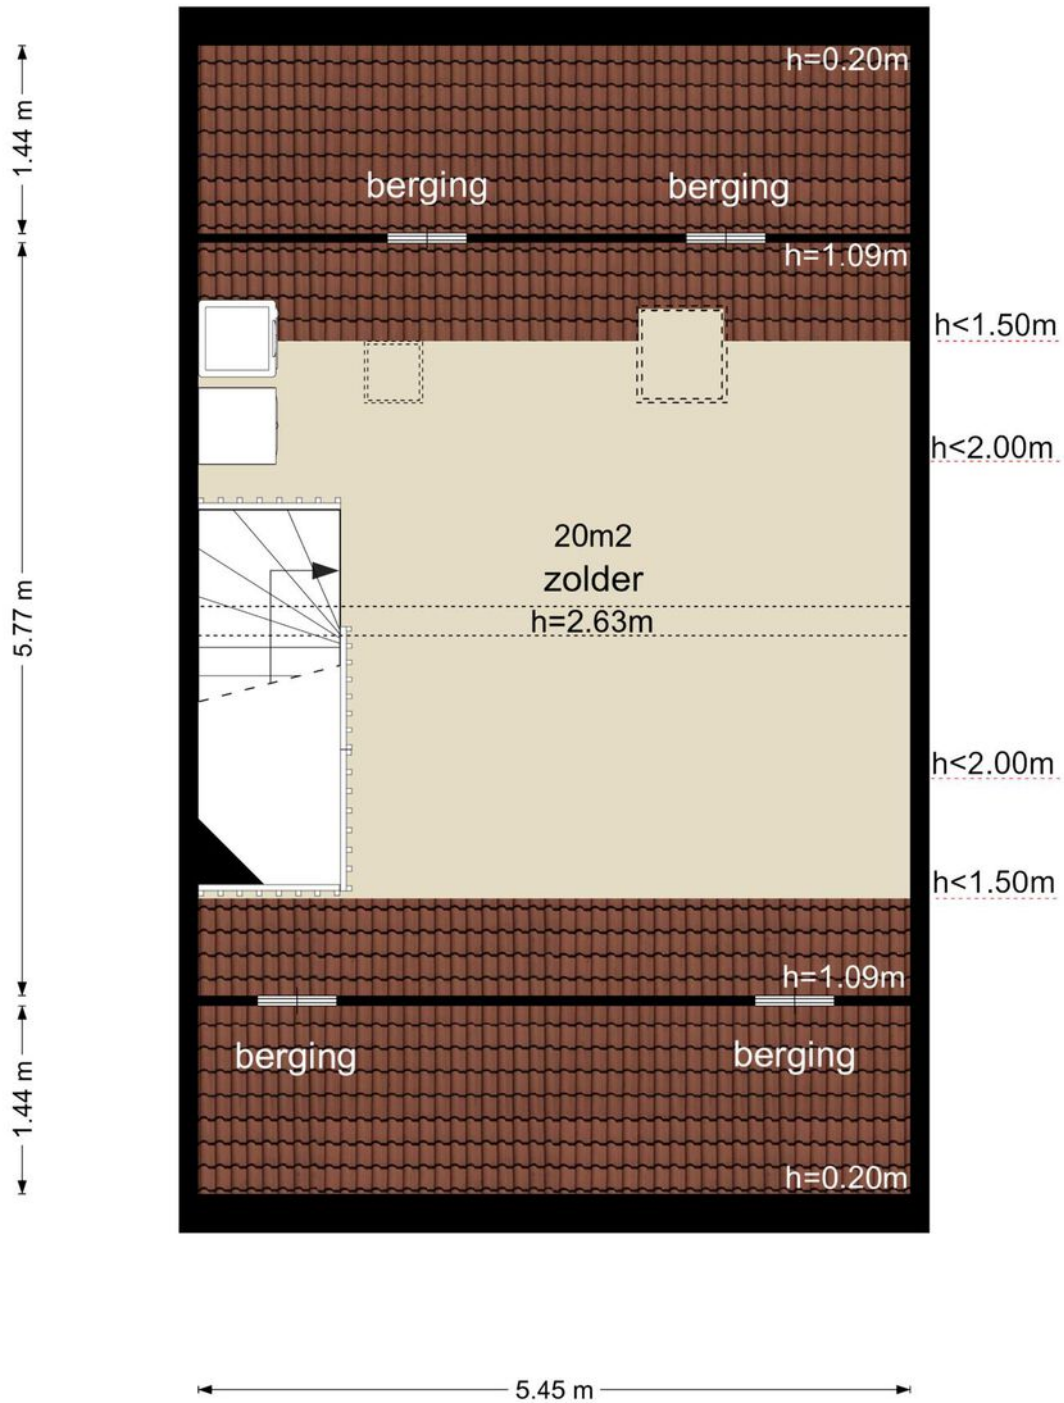 h=0.20m
1.44 m
berging
berging
h=1.09m
h<1.50m
h<2.00m
20m2
zolder
h=2.63m
5.77 m
h<2.00m
h<1.50m
h=1.09m
berging
berging
1.44 m
h=0.20m
5.45 m